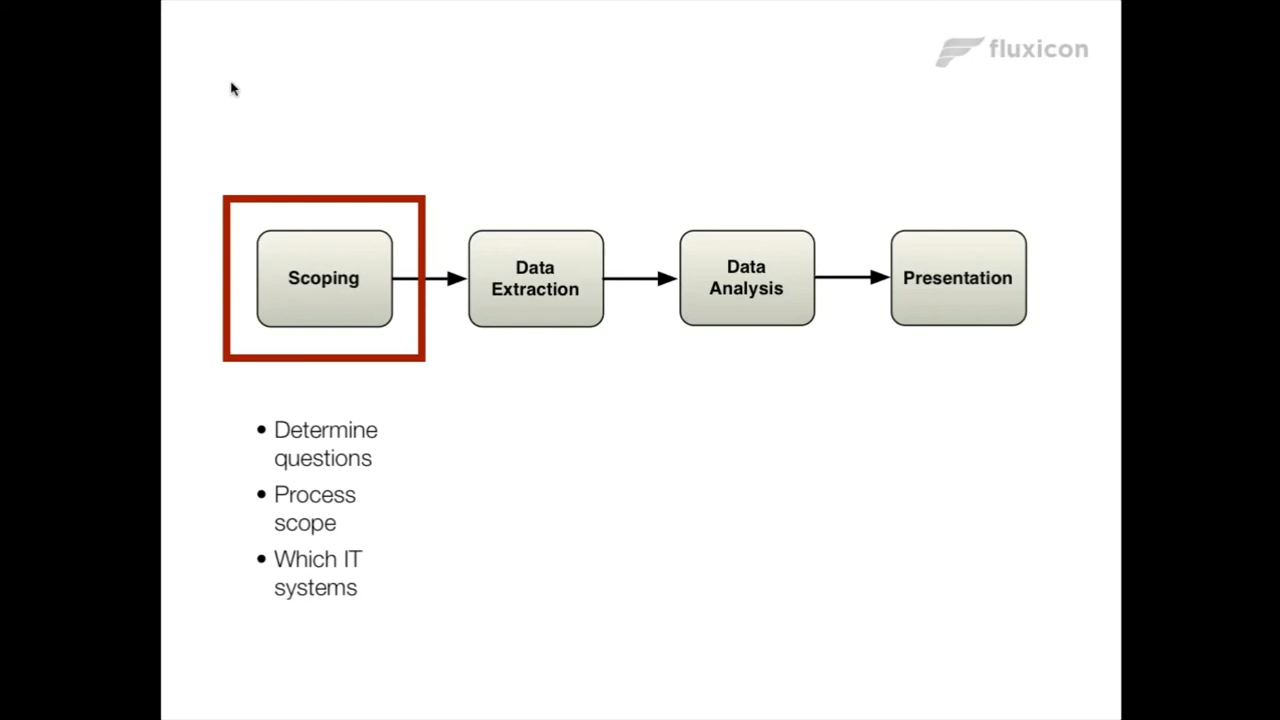 fluxicon
Scoping
Data
Extraction
Data
Analysis
Presentation
• Determine
questions
• Process
scope
• Which IT
systems